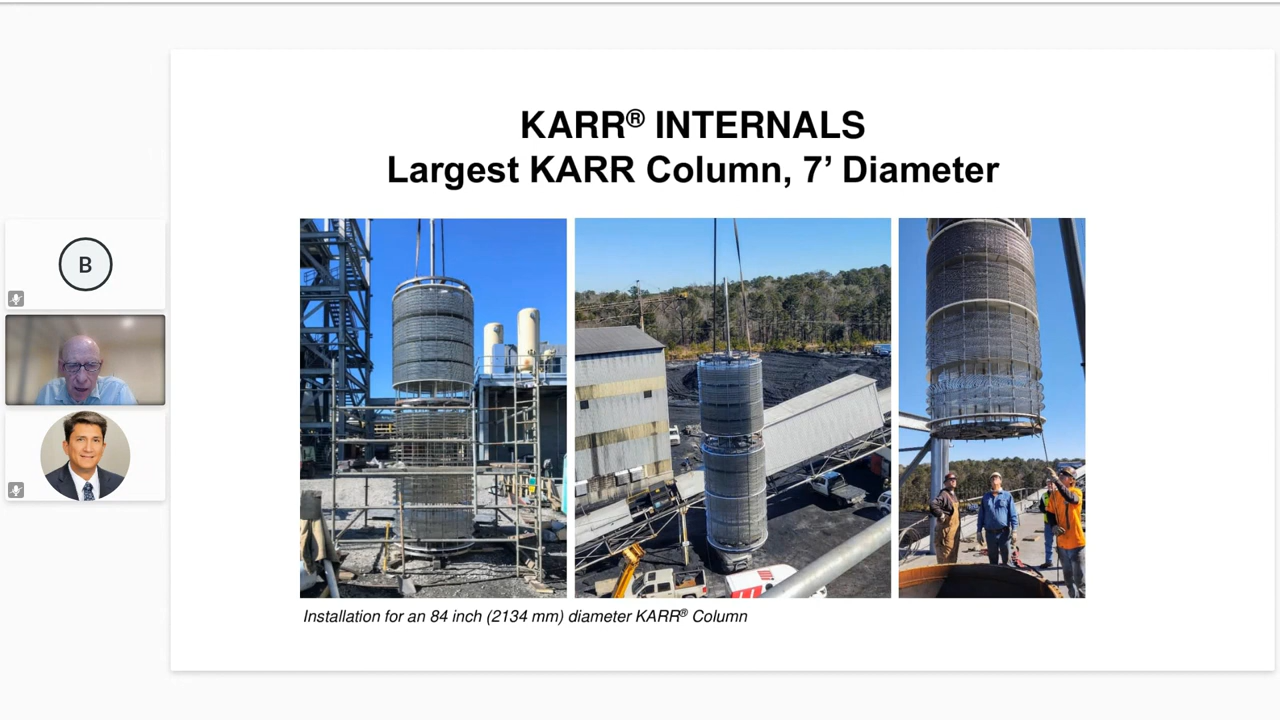 KARR® INTERNALS
Largest KARR Column, 7’ Diameter
B
Installation for an 84 inch (2134 mm) diameter KARR® Column